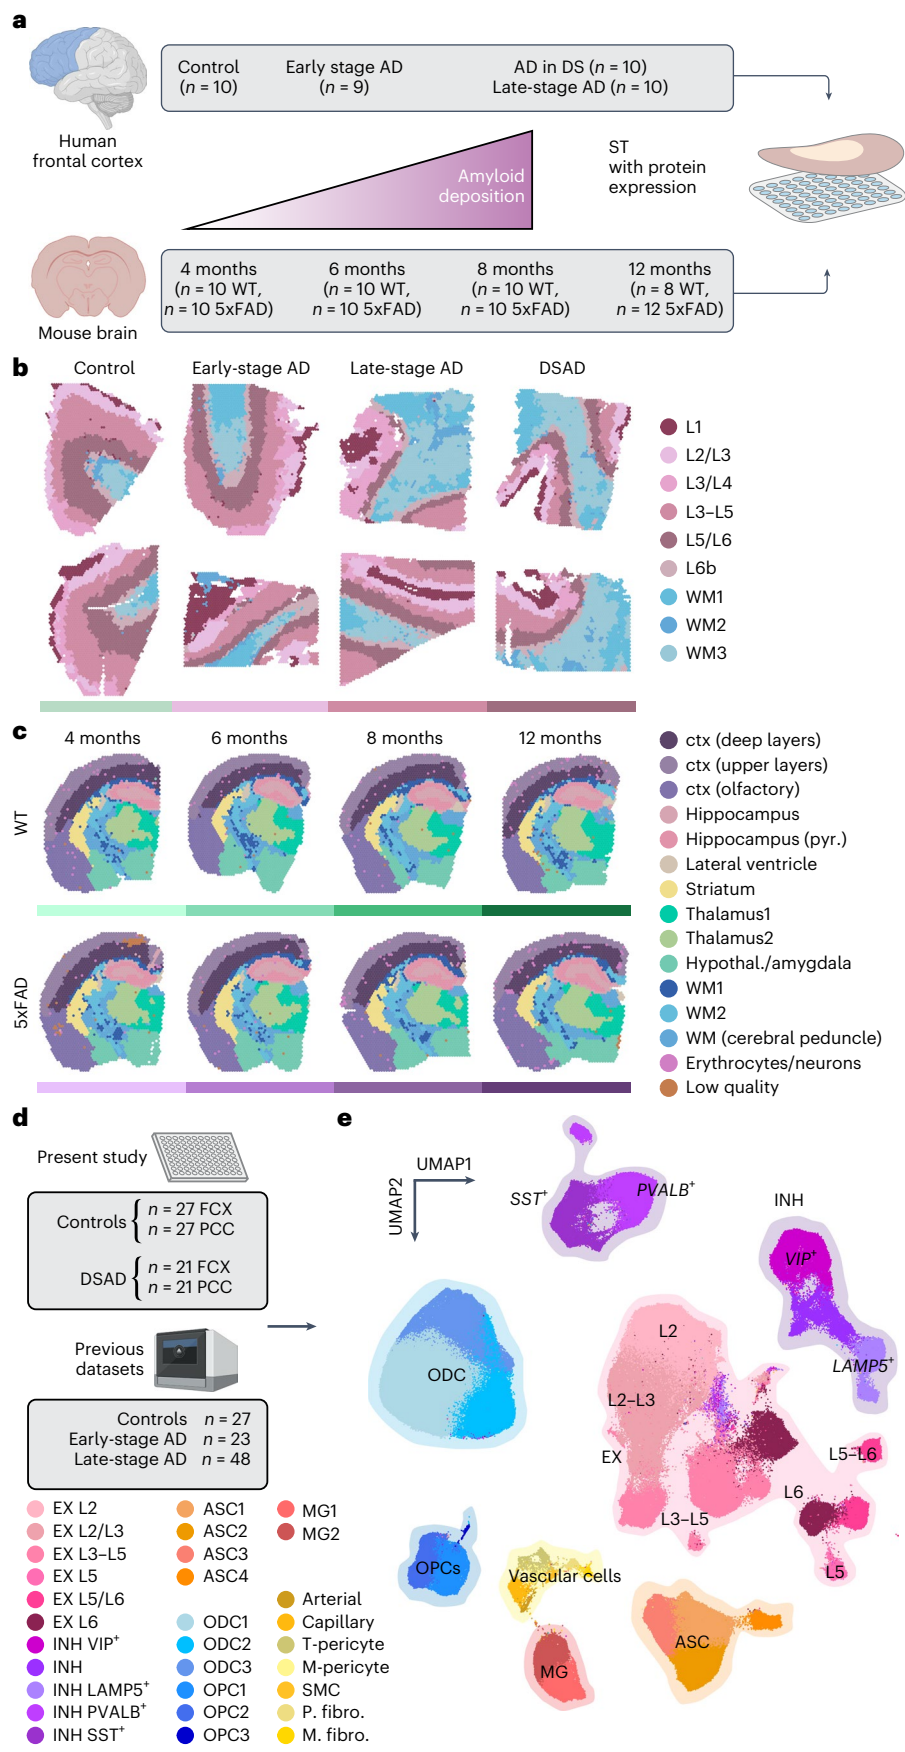 a
Control
(n = 10)
Early stage AD
(n = 9)
AD in DS (n = 10)
Late-stage AD (n = 10)
Human
frontal cortex
Amyloid
deposition
ST
with protein
expression
Mouse brain
4 months
(n = 10 WT,
n = 10 5xFAD)
6 months
(n = 10 WT,
n = 10 5xFAD)
8 months
(n = 10 WT,
n = 10 5xFAD)
12 months
(n = 8 WT,
n = 12 5xFAD)
b
Control
Early-stage AD
Late-stage AD
DSAD
L1
L2/L3
L3/L4
L3–L5
L5/L6
L6b
WM1
WM2
WM3
c
4 months
6 months
8 months
12 months
WT
5xFAD
ctx (deep layers)
ctx (upper layers)
ctx (olfactory)
Hippocampus
Hippocampus (pyr.)
Lateral ventricle
Striatum
Thalamus1
Thalamus2
Hypothal./amygdala
WM1
WM2
WM (cerebral peduncle)
Erythrocytes/neurons
Low quality
d
Present study
Controls
n = 27 FCX
n = 27 PCC
DSAD
n = 21 FCX
n = 21 PCC
Previous
datasets
Controls n = 27
Early-stage AD n = 23
Late-stage AD n = 48
e
UMAP1
UMAP2
SST+
PVALB+
INH
VIP+
LAMP5+
ODC
L2
L2–L3
EX
L3–L5
L6
L5–L6
L5
OPCs
Vascular cells
MG
ASC
EX L2
EX L2/L3
EX L3–L5
EX L5
EX L5/L6
EX L6
INH VIP+
INH
INH LAMP5+
INH PVALB+
INH SST+
ASC1
ASC2
ASC3
ASC4
ODC1
ODC2
ODC3
OPC1
OPC2
OPC3
MG1
MG2
Arterial
Capillary
T-pericyte
M-pericyte
SMC
P. fibro.
M. fibro.